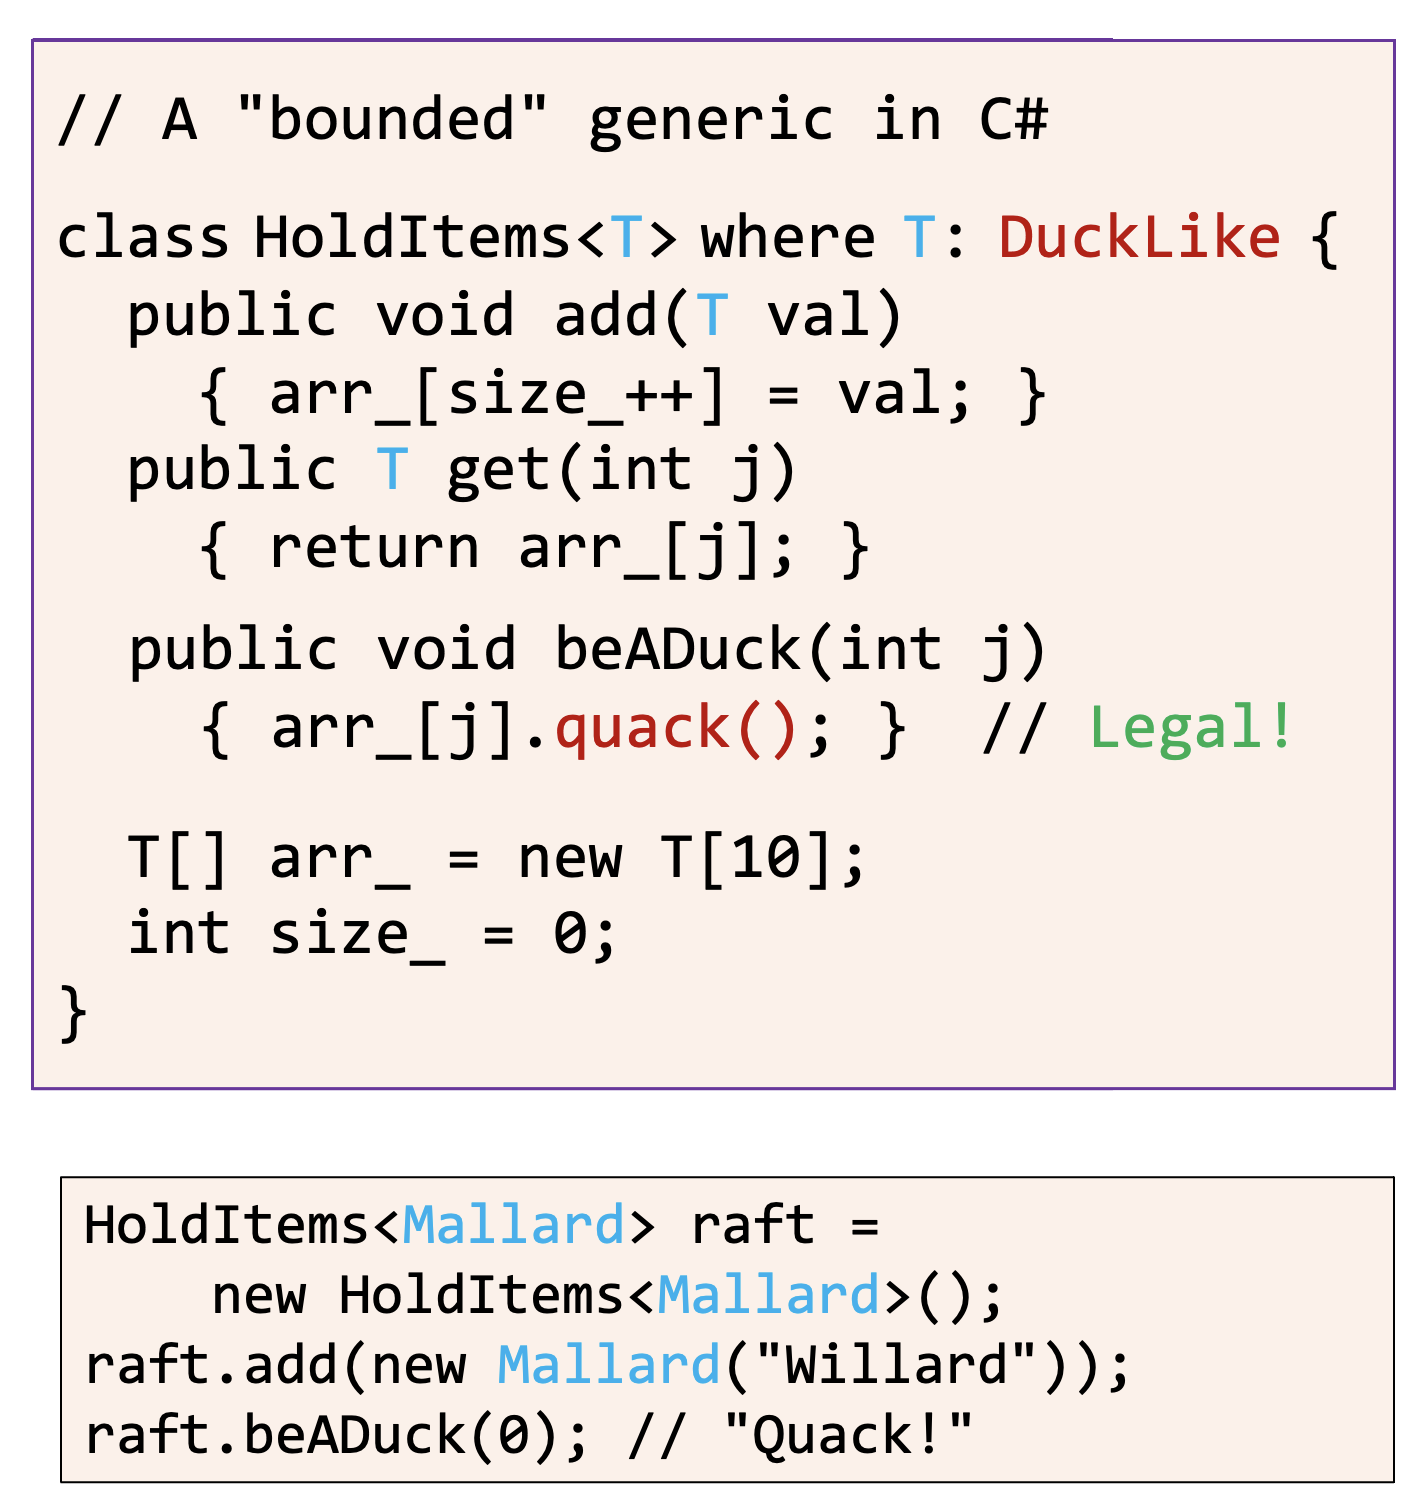 // A "bounded" generic in C#
class HoldItems<T> where T: DuckLike {
  public void add(T val)
    { arr_[size_++] = val; }
  public T get(int j)
    { return arr_[j]; }
  public void beADuck(int j)
    { arr_[j].quack(); }  // Legal!
  T[] arr_ = new T[10];
  int size_ = 0;
}
HoldItems<Mallard> raft =
    new HoldItems<Mallard>();
raft.add(new Mallard("Willard"));
raft.beADuck(0); // "Quack!"